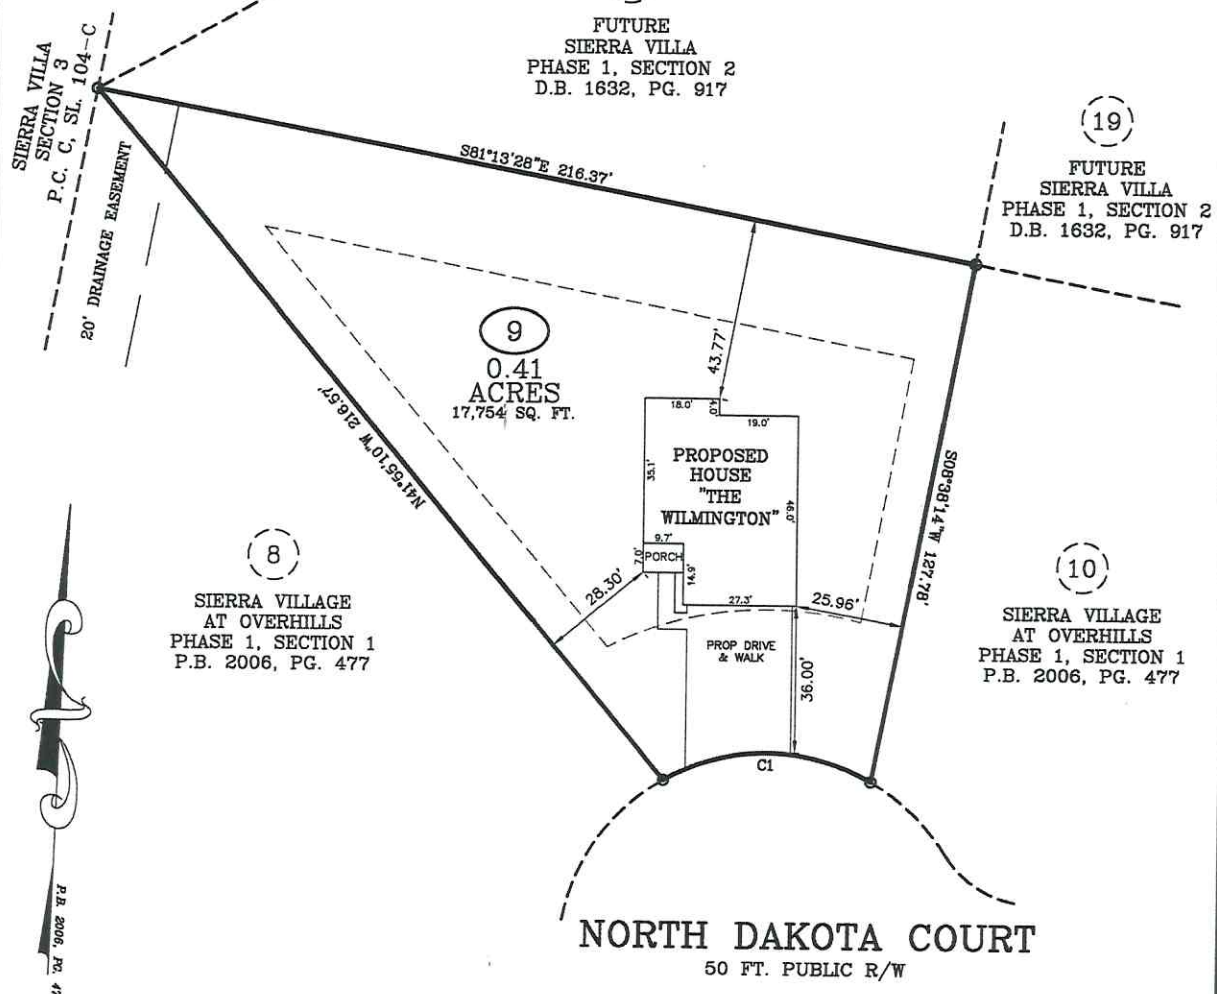 FUTURE
SIERRA VILLA
PHASE 1, SECTION 2
D.B. 1632, PG. 917
SIERRA VILLA
SECTION 3
P.C. C, SL. 104-C
19
FUTURE
SIERRA VILLA
PHASE 1, SECTION 2
D.B. 1632, PG. 917
S81°13'28"E 216.37'
20' DRAINAGE EASEMENT
9
0.41
ACRES
17,754 SQ. FT.
43.77'
18.0'
4.0'
19.0'
N41°55'10"W 216.57'
35.1'
PROPOSED
HOUSE
"THE
WILMINGTON"
46.0'
S08°38'14"W 127.78'
9.7'
7.0'
PORCH
14.9'
27.3'
28.30'
25.96'
8
SIERRA VILLAGE
AT OVERHILLS
PHASE 1, SECTION 1
P.B. 2006, PG. 477
10
SIERRA VILLAGE
AT OVERHILLS
PHASE 1, SECTION 1
P.B. 2006, PG. 477
PROP DRIVE
& WALK
36.00'
C1
NORTH DAKOTA COURT
50 FT. PUBLIC R/W
P.B. 2006, PG.